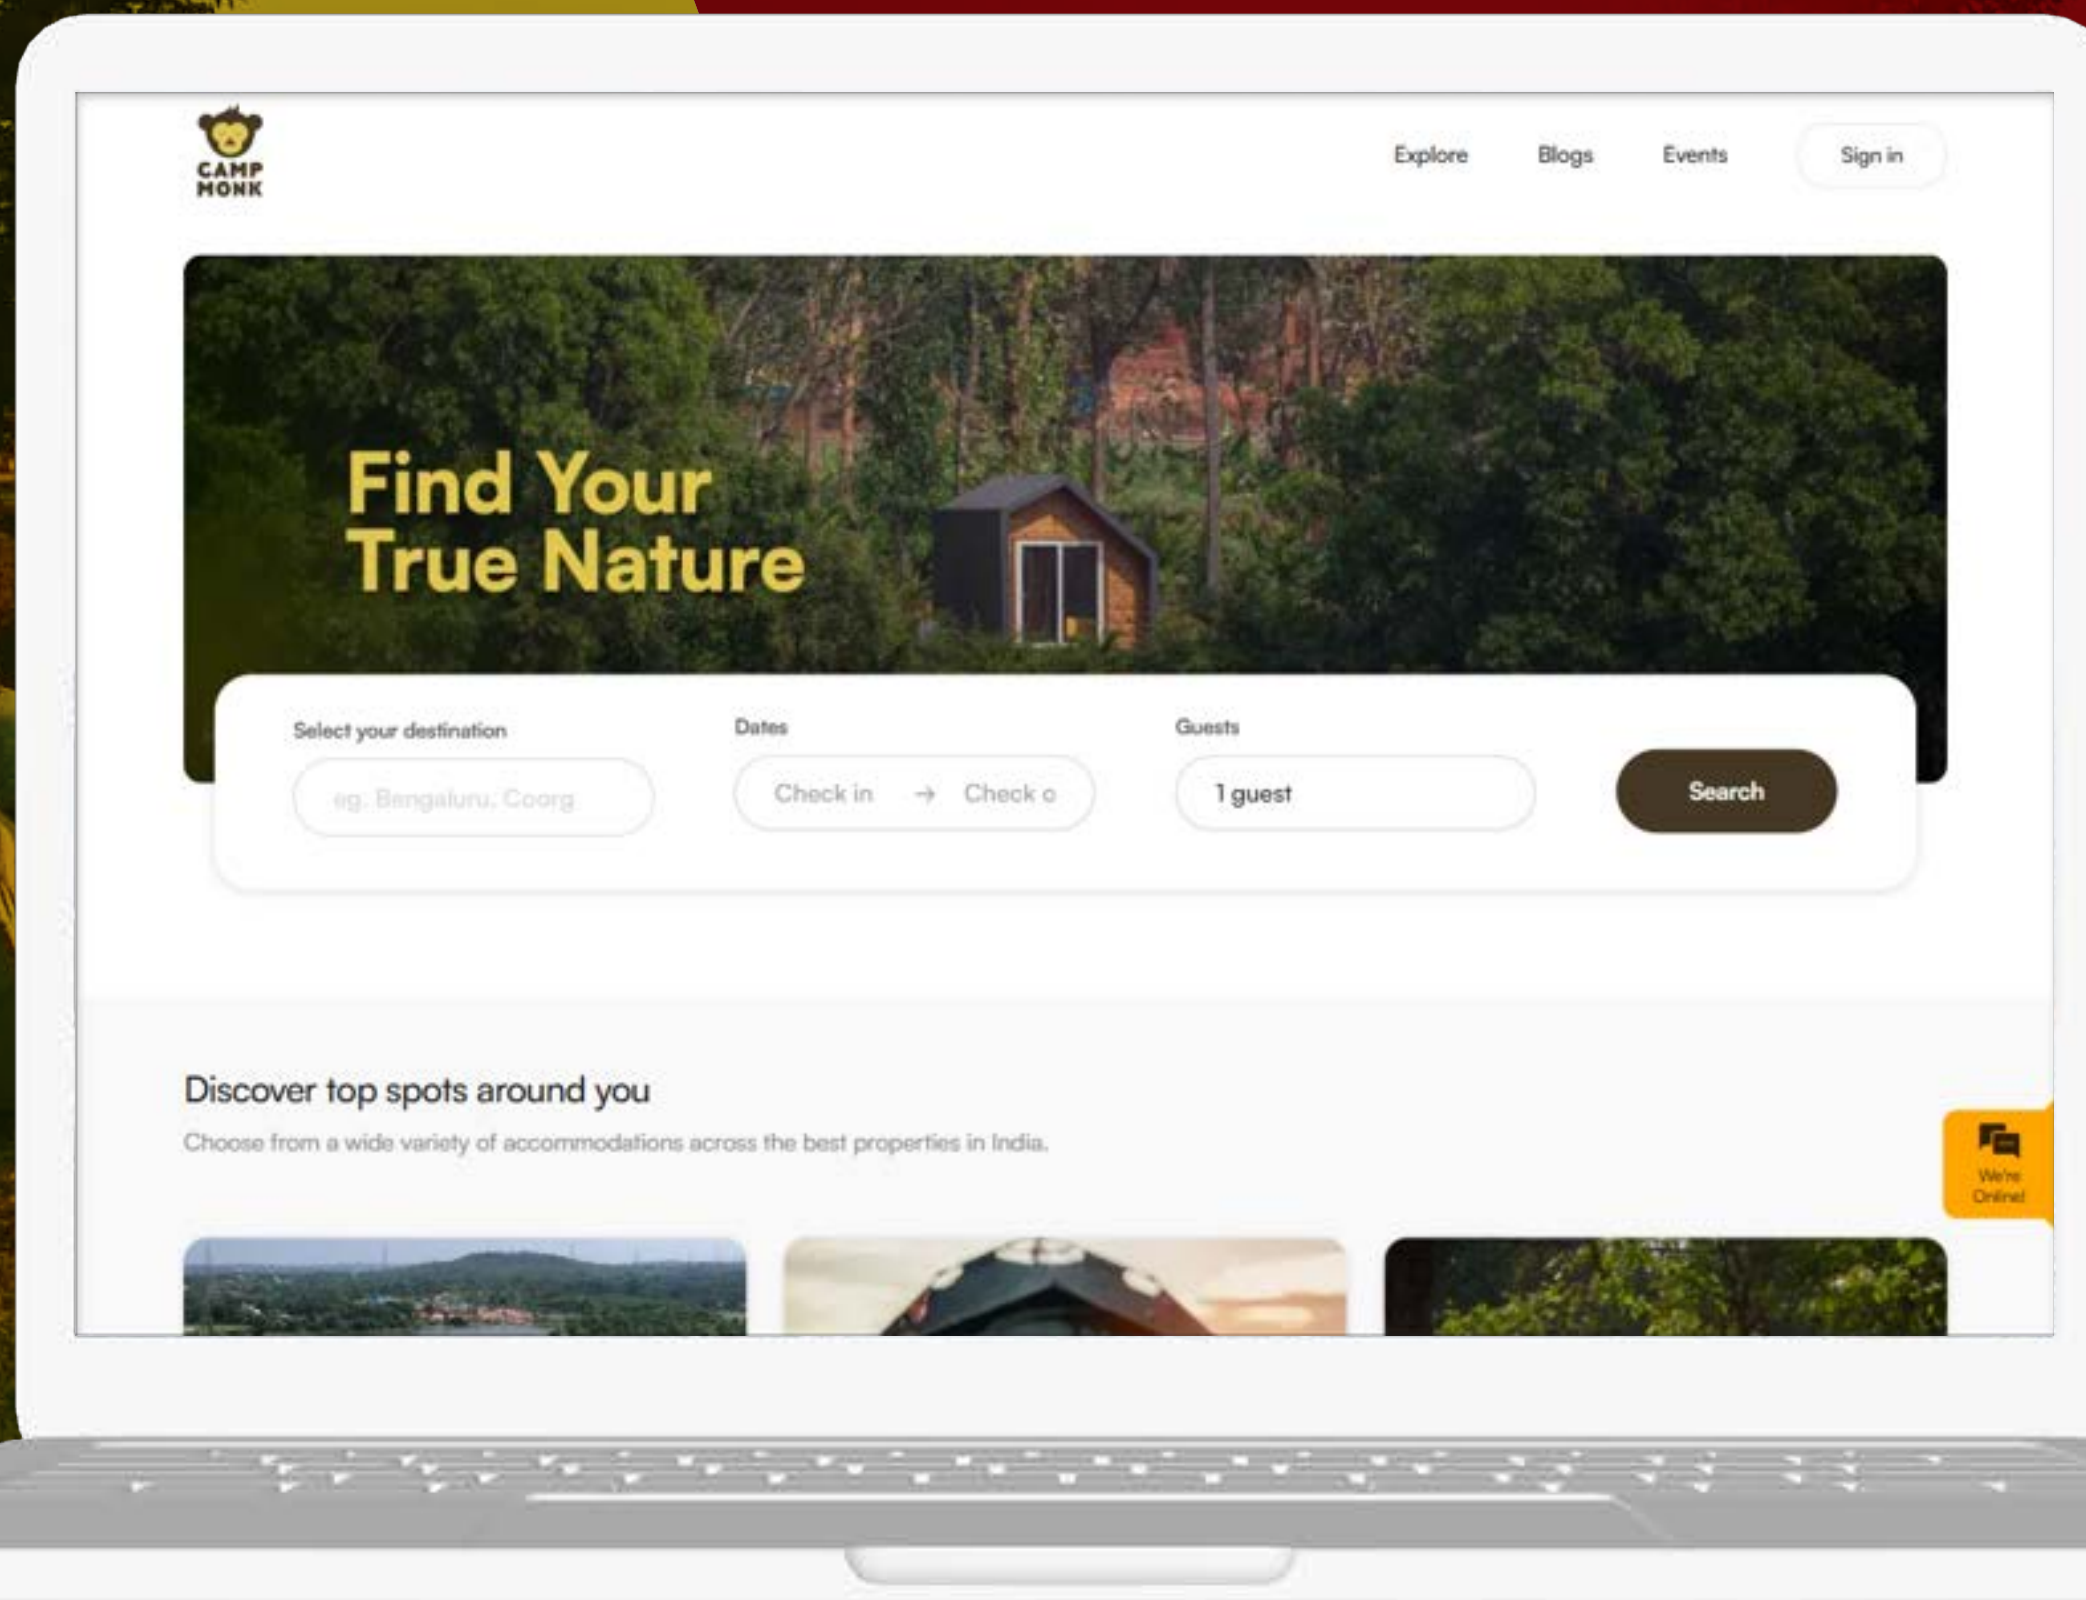 CAMP
MONK
Explore
Blogs
Events
Sign in
Find Your
True Nature
Select your destination
Dates
Guests
eg. Bengaluru, Coorg
Check in → Check o
1 guest
Search
Discover top spots around you
Choose from a wide variety of accommodations across the best properties in India.
We're
Online!